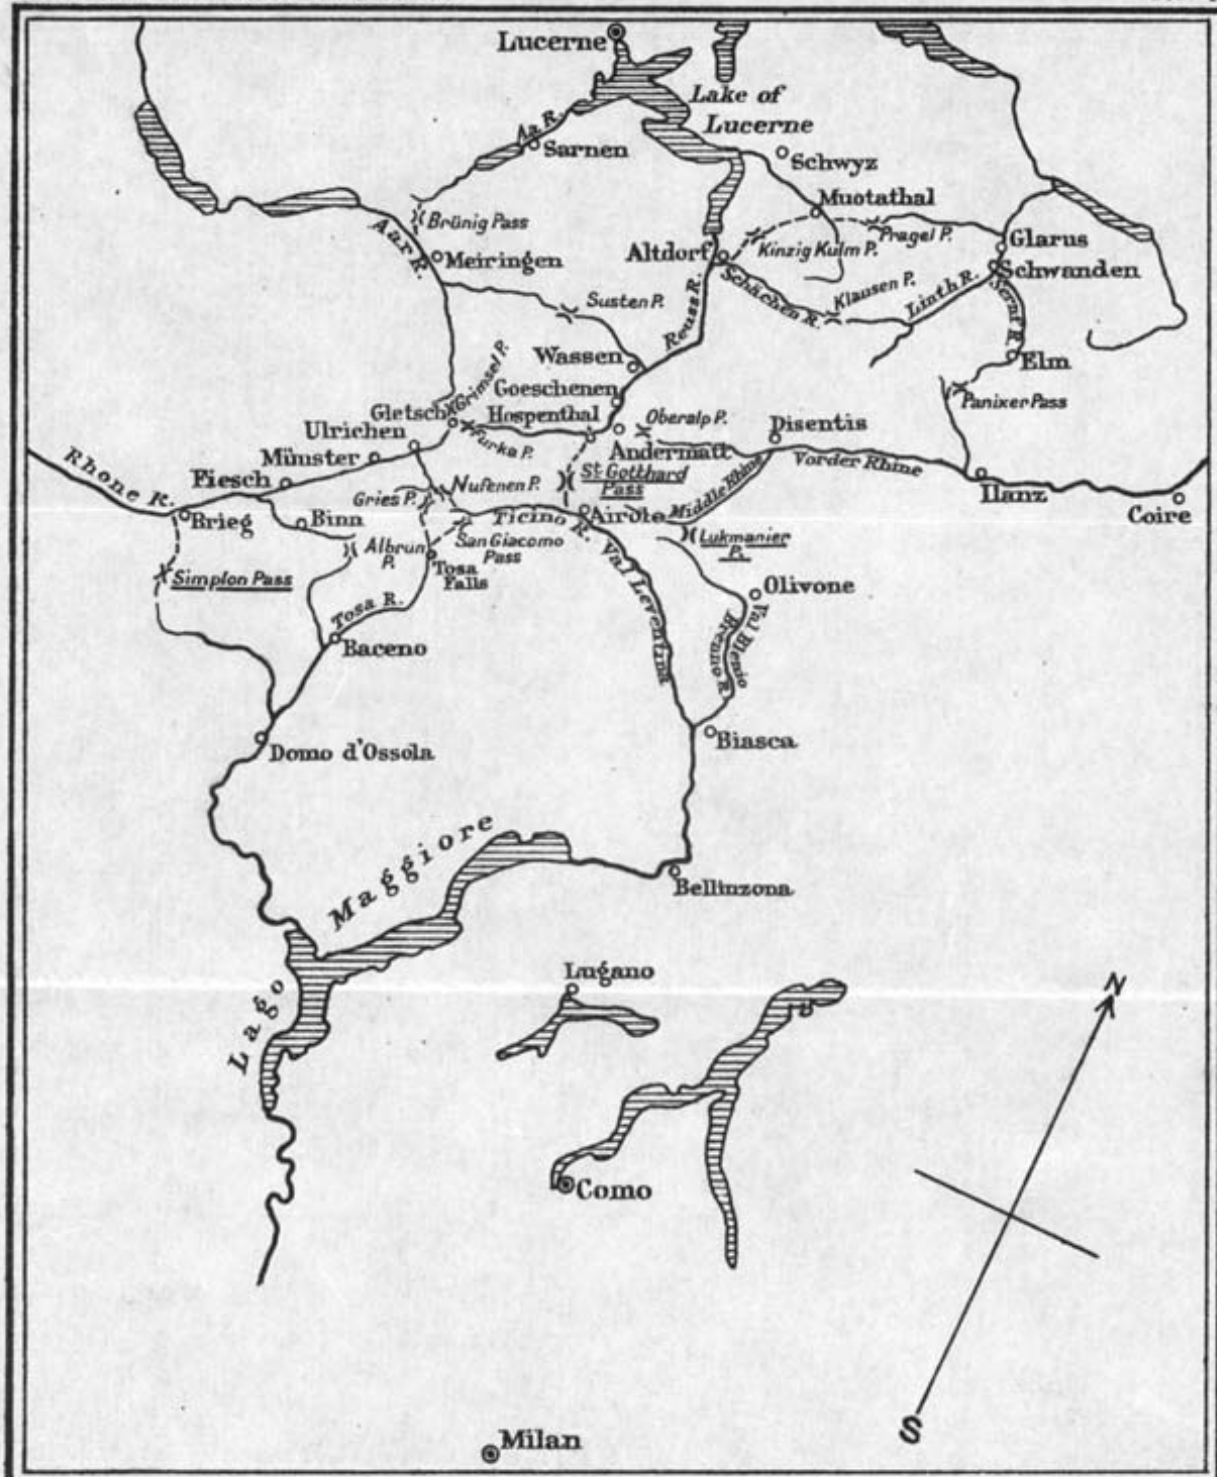 Lucerne
Lake of
Lucerne
Aa R.
Sarnen
Schwyz
Muotathal
Brünig Pass
Aar R.
Meiringen
Altdorf
Kinzig Kulm P.
Pragel P.
Glarus
Schwanden
Schächen R.
Klausen P.
Linth R.
Sernf R.
Susten P.
Reuss R.
Wassen
Elm
Goeschenen
Grimsel P.
Gletsch
Hospenthal
Oberalp P.
Panixer Pass
Ulrichen
Furka P.
Andermatt
Disentis
Münster
Vorder Rhine
Rhone R.
Fiesch
Nufenen P.
St Gotthard
Pass
Middle Rhine
Ilanz
Gries P.
Coire
Brieg
Binn
Ticino R.
Airolo
Albrun
P.
San Giacomo
Pass
Lukmanier
P.
Simplon Pass
Tosa
Falls
Val Leventina
Olivone
Tosa R.
Val Blenio
Brenno R.
Baceno
Biasca
Domo d'Ossola
Lago Maggiore
Bellinzona
Lugano
N
Como
S
Milan